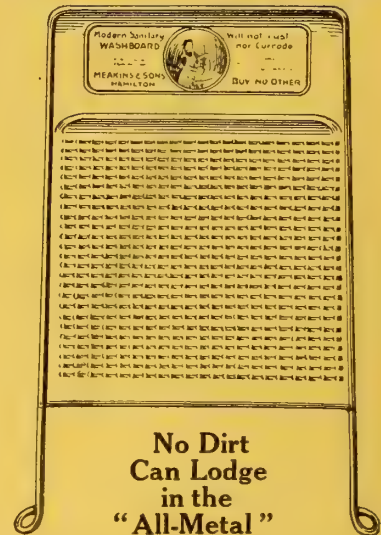 Modern Sanitary
WASHBOARD
MEAKINS & SONS
HAMILTON
Will not rust
nor Corrode
BUY NO OTHER
No Dirt
Can Lodge
in the
"All-Metal"